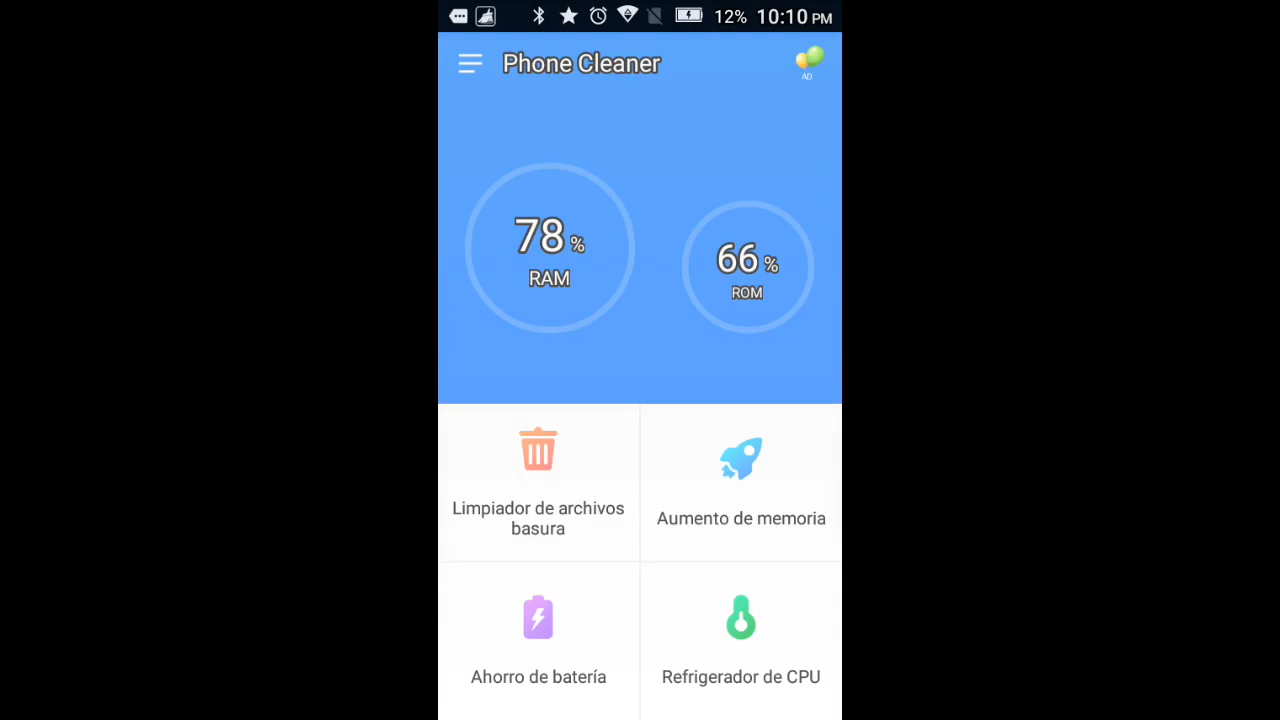 12% 10:10 PM
Phone Cleaner
AD
78 %
RAM
66 %
ROM
Limpiador de archivos
basura
Aumento de memoria
Ahorro de batería
Refrigerador de CPU